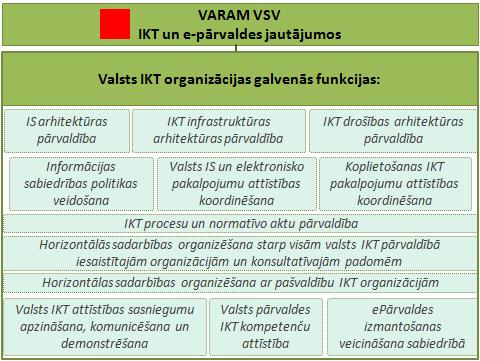 VARAM VSV
IKT un e-pārvaldes jautājumos
Valsts IKT organizācijas galvenās funkcijas:
IS arhitektūras
pārvaldība
IKT infrastruktūras
arhitektūras pārvaldība
IKT drošības arhitektūras
pārvaldība
Informācijas
sabiedrības politikas
veidošana
Valsts IS un elektronisko
pakalpojumu attīstības
koordinēšana
Koplietošanas IKT
pakalpojumu attīstības
koordinēšana
IKT procesu un normatīvo aktu pārvaldība
Horizontālās sadarbības organizēšana starp visām valsts IKT pārvaldībā
iesaistītajām organizācijām un konsultatīvajām padomēm
Horizontālās sadarbības organizēšana ar pašvaldību IKT organizācijām
Valsts IKT attīstības sasniegumu
apzināšana, komunicēšana un
demonstrēšana
Valsts pārvaldes
IKT kompetenču
attīstība
ePārvaldes
izmantošanas
veicināšana sabiedrībā